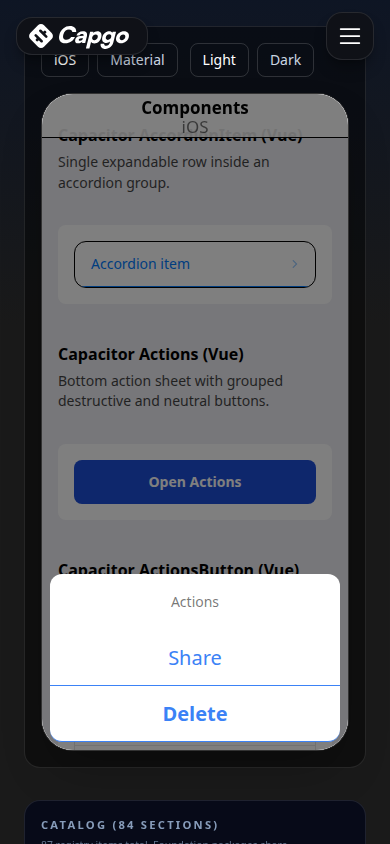 Capgo
iOS
Material
Light
Dark
Components
iOS
Capacitor AccordionItem (Vue)
Single expandable row inside an
accordion group.
Accordion item
Capacitor Actions (Vue)
Bottom action sheet with grouped
destructive and neutral buttons.
Open Actions
Capacitor ActionsButton (Vue)
Actions
Share
Delete
CATALOG (84 SECTIONS)